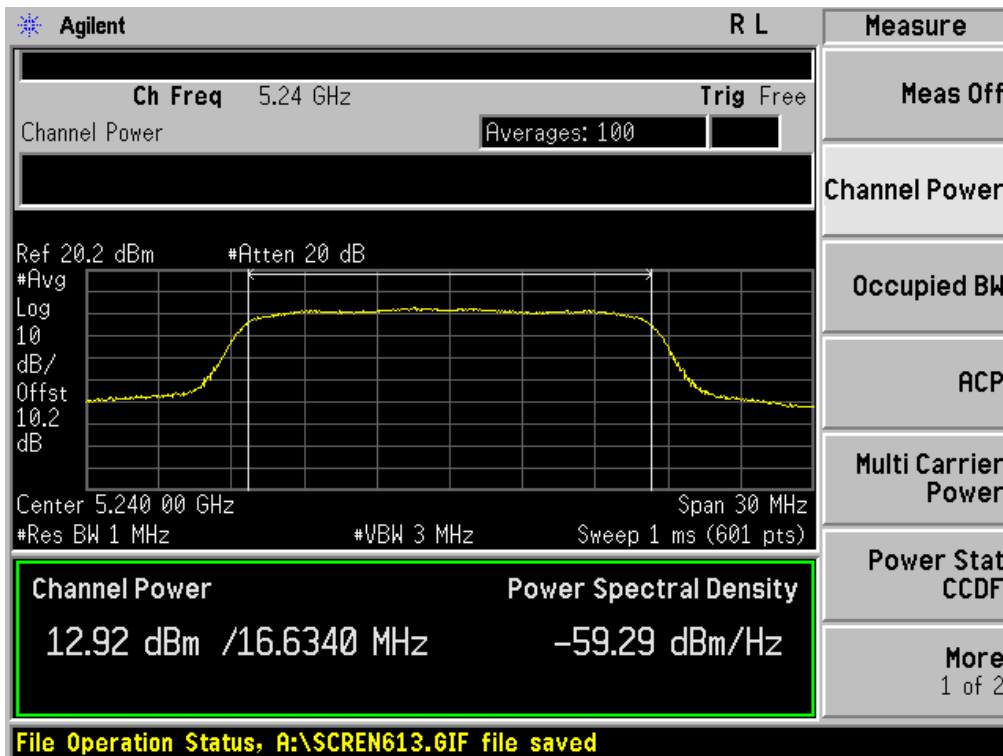 Agilent R L
Measure
Ch Freq 5.24 GHz Trig Free
Channel Power Averages: 100
Ref 20.2 dBm #Atten 20 dB
#Avg
Log
10
dB/
Offst
10.2
dB
Center 5.240 00 GHz Span 30 MHz
#Res BW 1 MHz #VBW 3 MHz Sweep 1 ms (601 pts)
Channel Power Power Spectral Density
12.92 dBm /16.6340 MHz -59.29 dBm/Hz
File Operation Status, A:\SCREN613.GIF file saved
Meas Off
Channel Power
Occupied BW
ACP
Multi Carrier
Power
Power Stat
CCDF
More
1 of 2